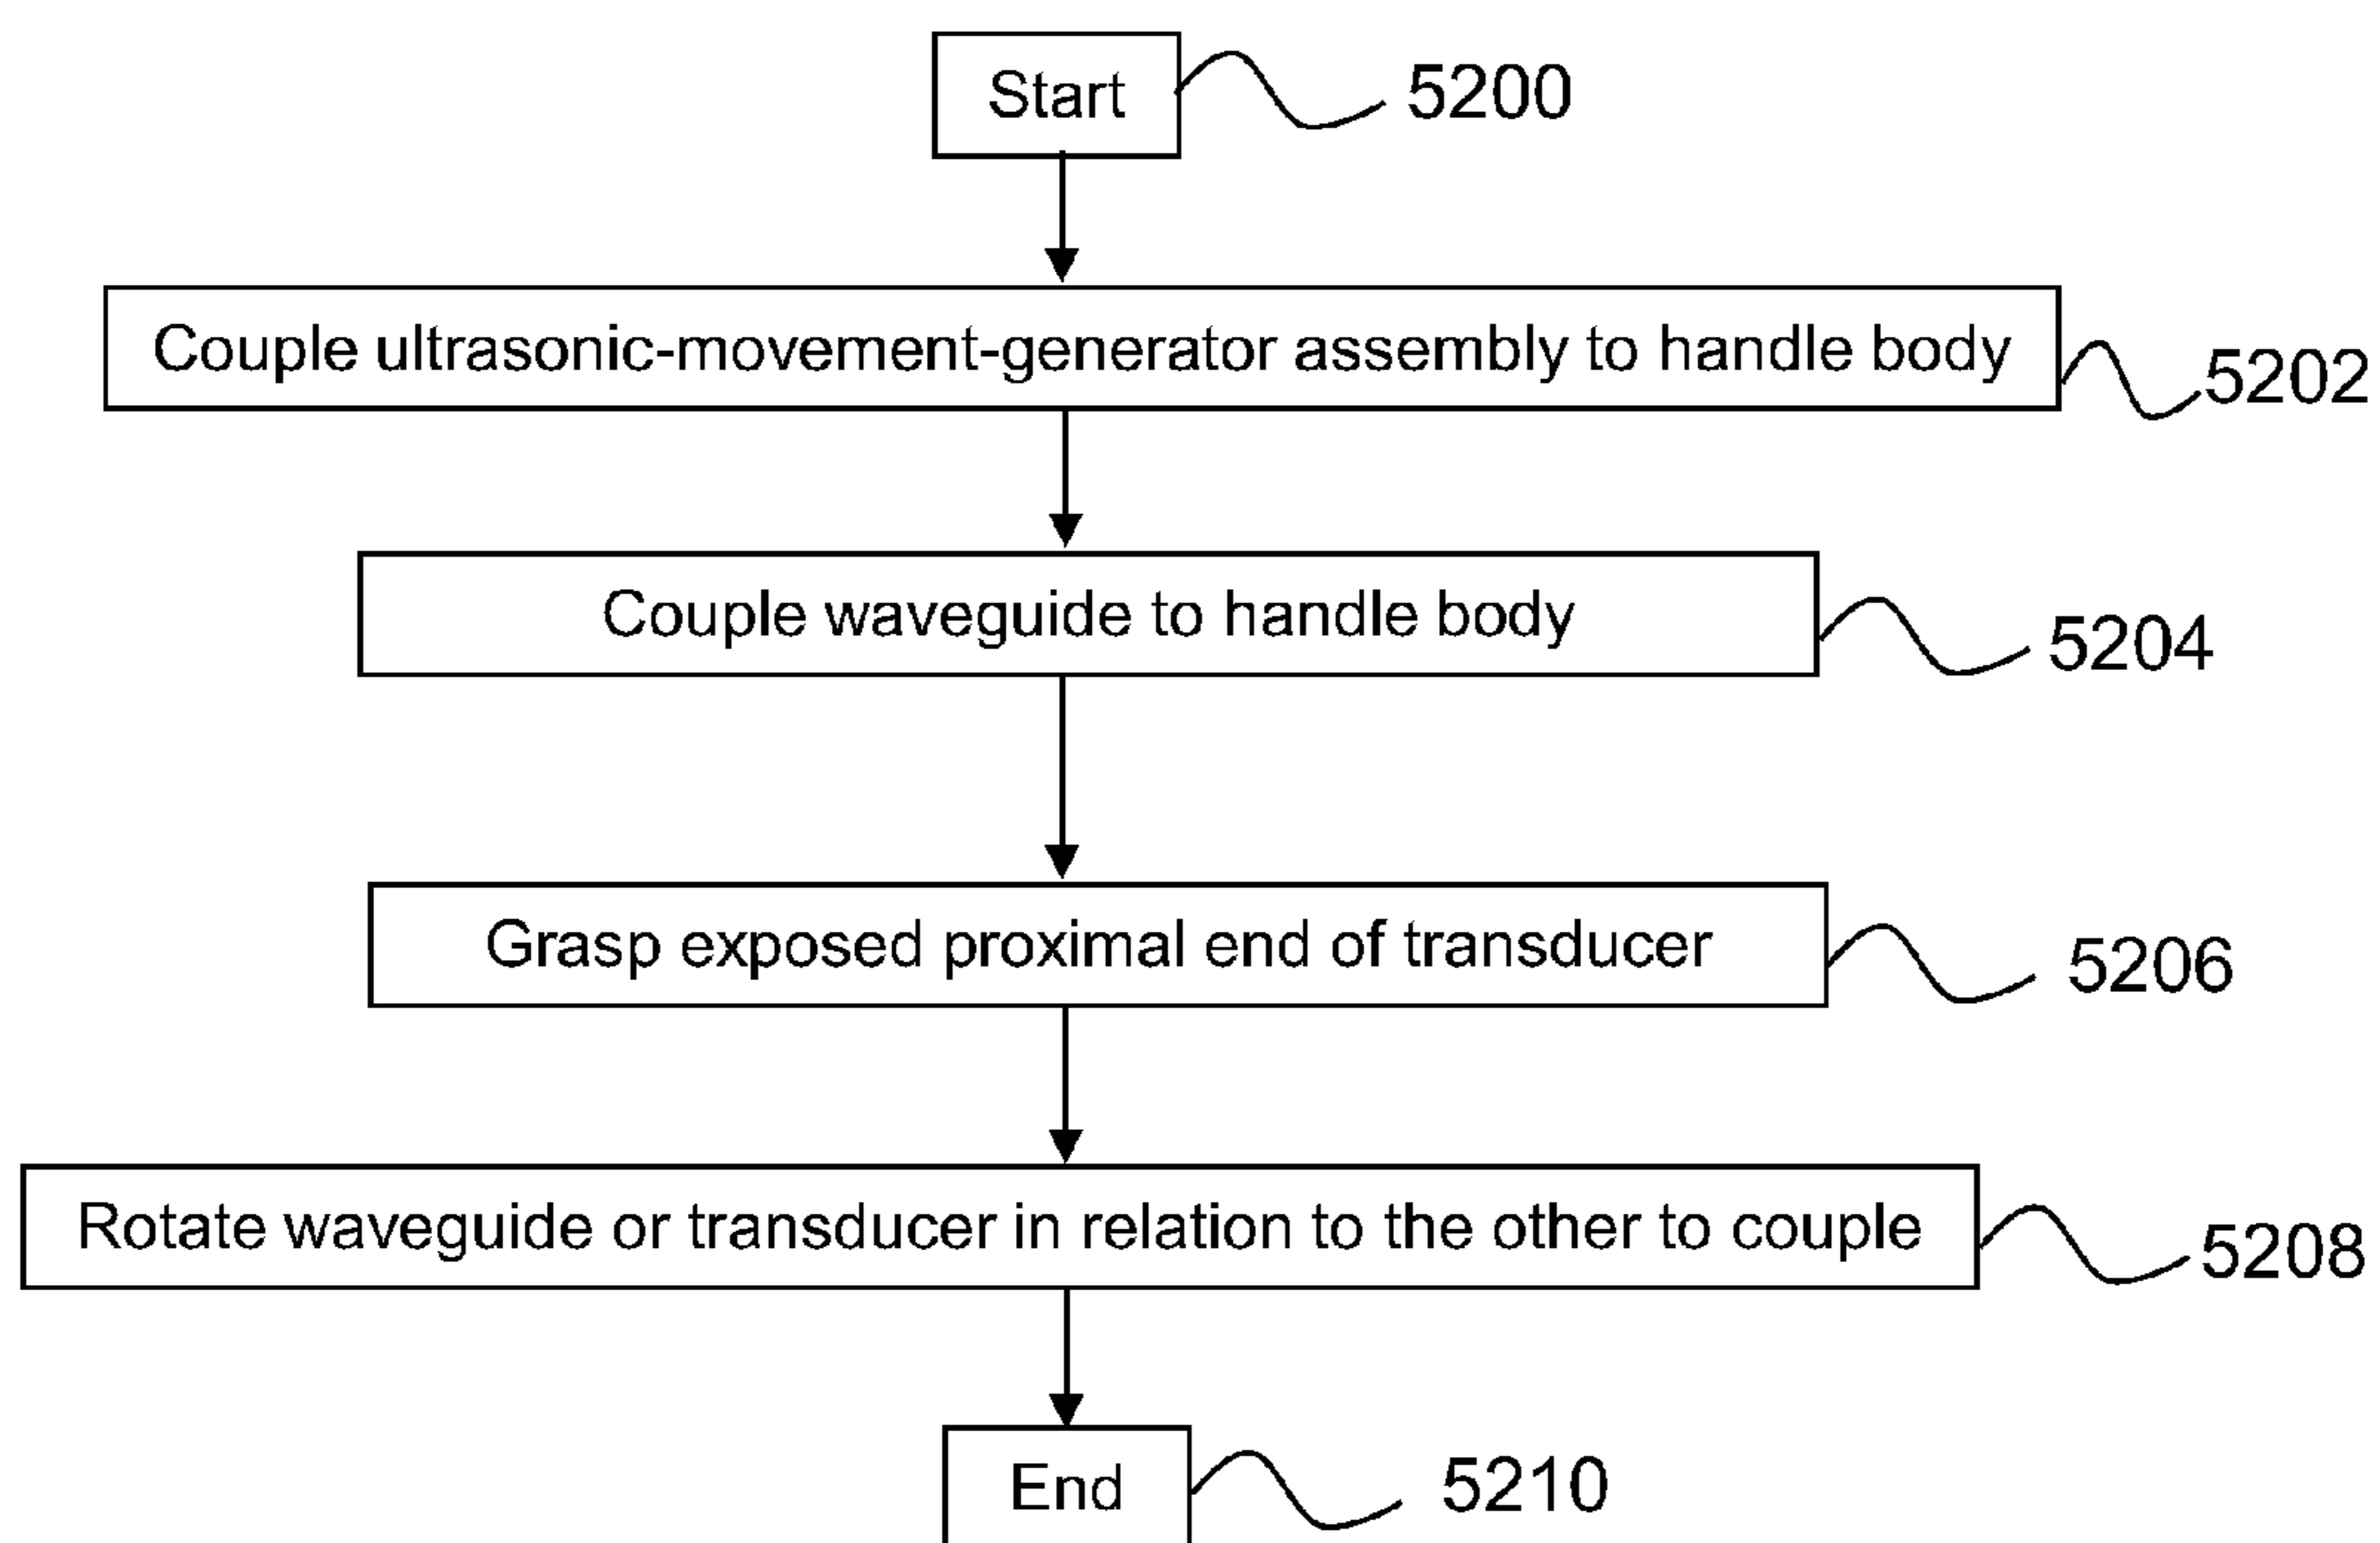 Start
5200
Couple ultrasonic-movement-generator assembly to handle body
5202
Couple waveguide to handle body
5204
Grasp exposed proximal end of transducer
5206
Rotate waveguide or transducer in relation to the other to couple
5208
End
5210